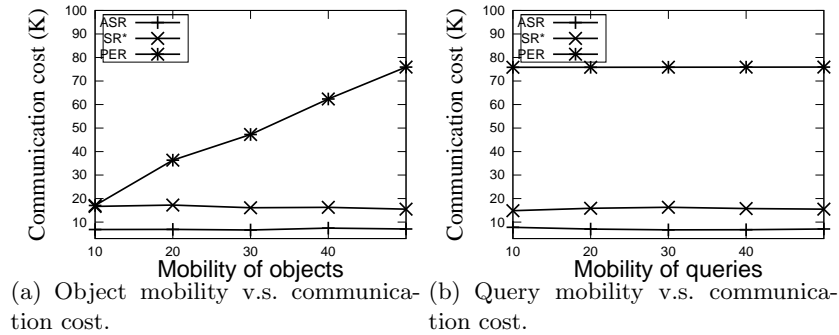 Communication cost (K)
100
90
80
70
60
50
40
30
20
10
ASR
SR*
PER
10
20
30
40
Mobility of objects
(a) Object mobility v.s. communica-
tion cost.
Communication cost (K)
100
90
80
70
60
50
40
30
20
10
ASR
SR*
PER
10
20
30
40
Mobility of queries
(b) Query mobility v.s. communica-
tion cost.